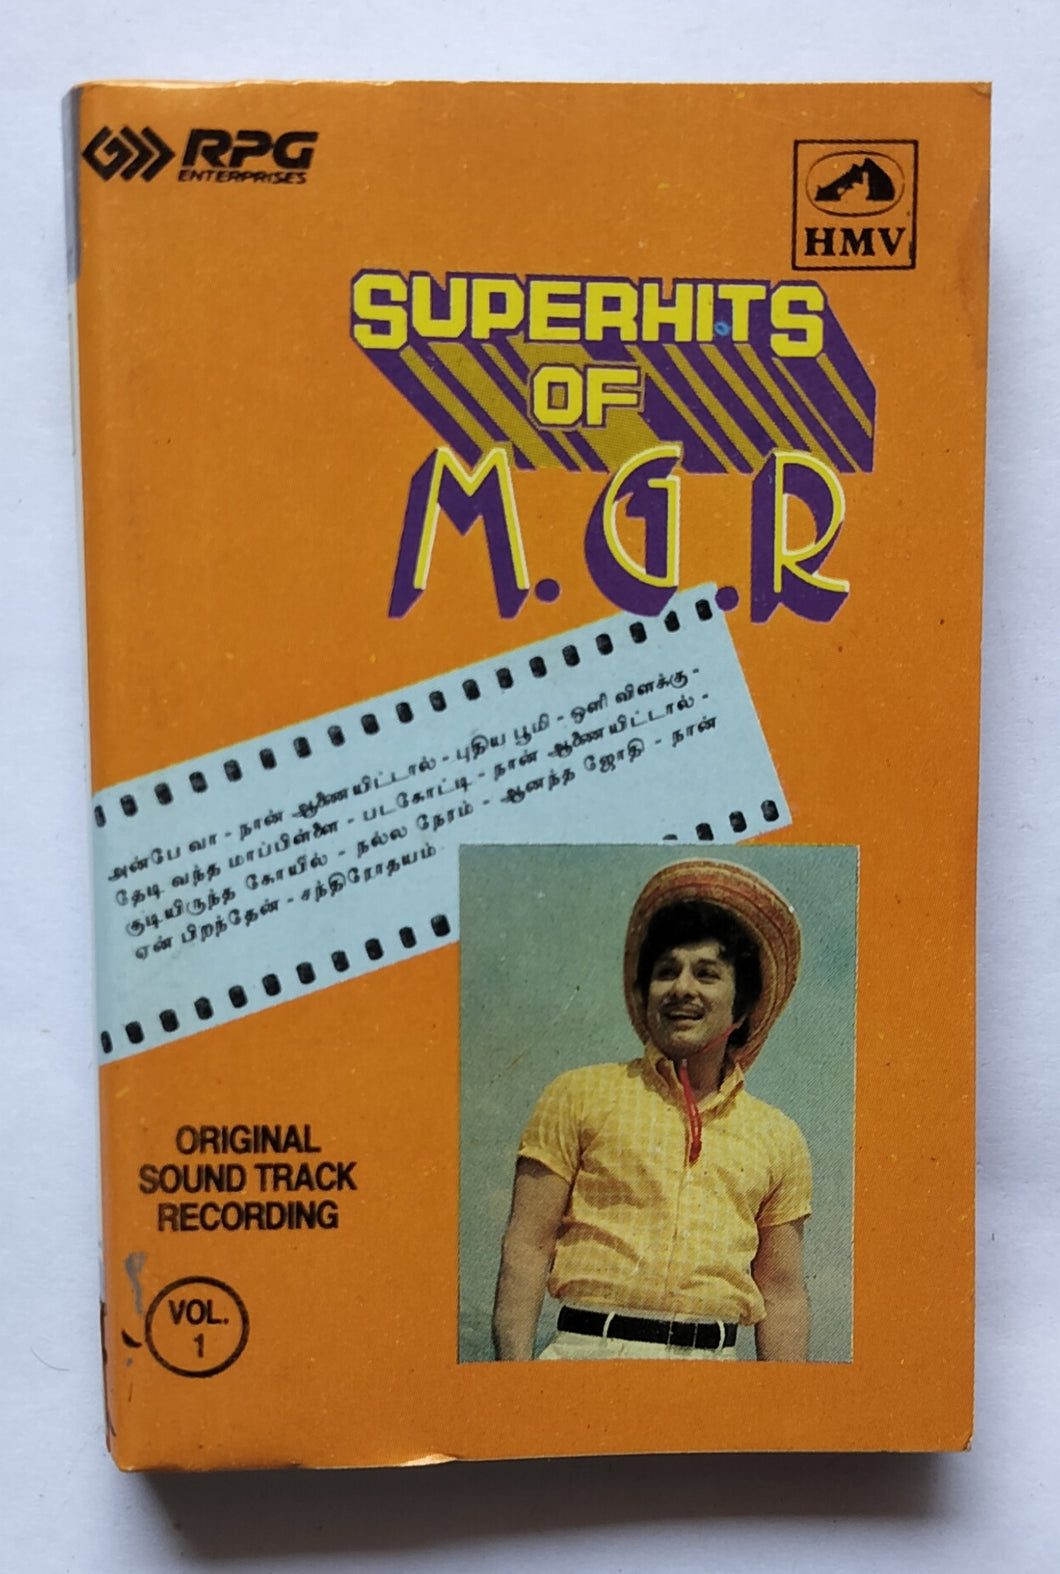 RPG
ENTERPRISES
HMV
SUPERHITS
OF
M.G.R
அன்பே வா - நான் ஆணையிட்டால் - புதிய பூமி - ஒளி விளக்கு -
தேடி வந்த மாப்பிள்ளை - படகோட்டி - நான் ஆணையிட்டால் -
குடியிருந்த கோயில் - நல்ல நேரம் - ஆனந்த ஜோதி - நான்
ஏன் பிறந்தேன் - சந்திரோதயம்
ORIGINAL
SOUND TRACK
RECORDING
VOL.
1